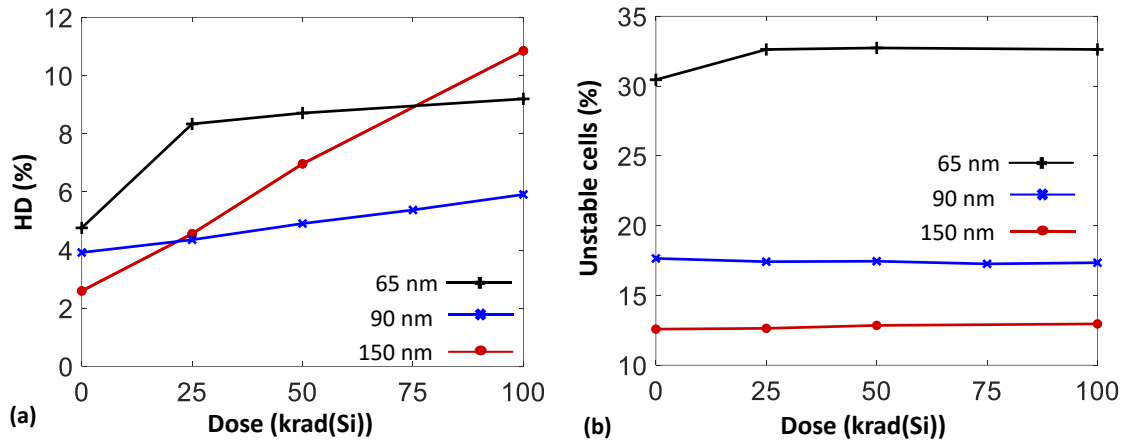 12
10
8
6
4
2
0
HD (%)
65 nm
90 nm
150 nm
0 25 50 75 100
(a) Dose (krad(Si))
35
30
25
20
15
10
Unstable cells (%)
65 nm
90 nm
150 nm
0 25 50 75 100
(b) Dose (krad(Si))